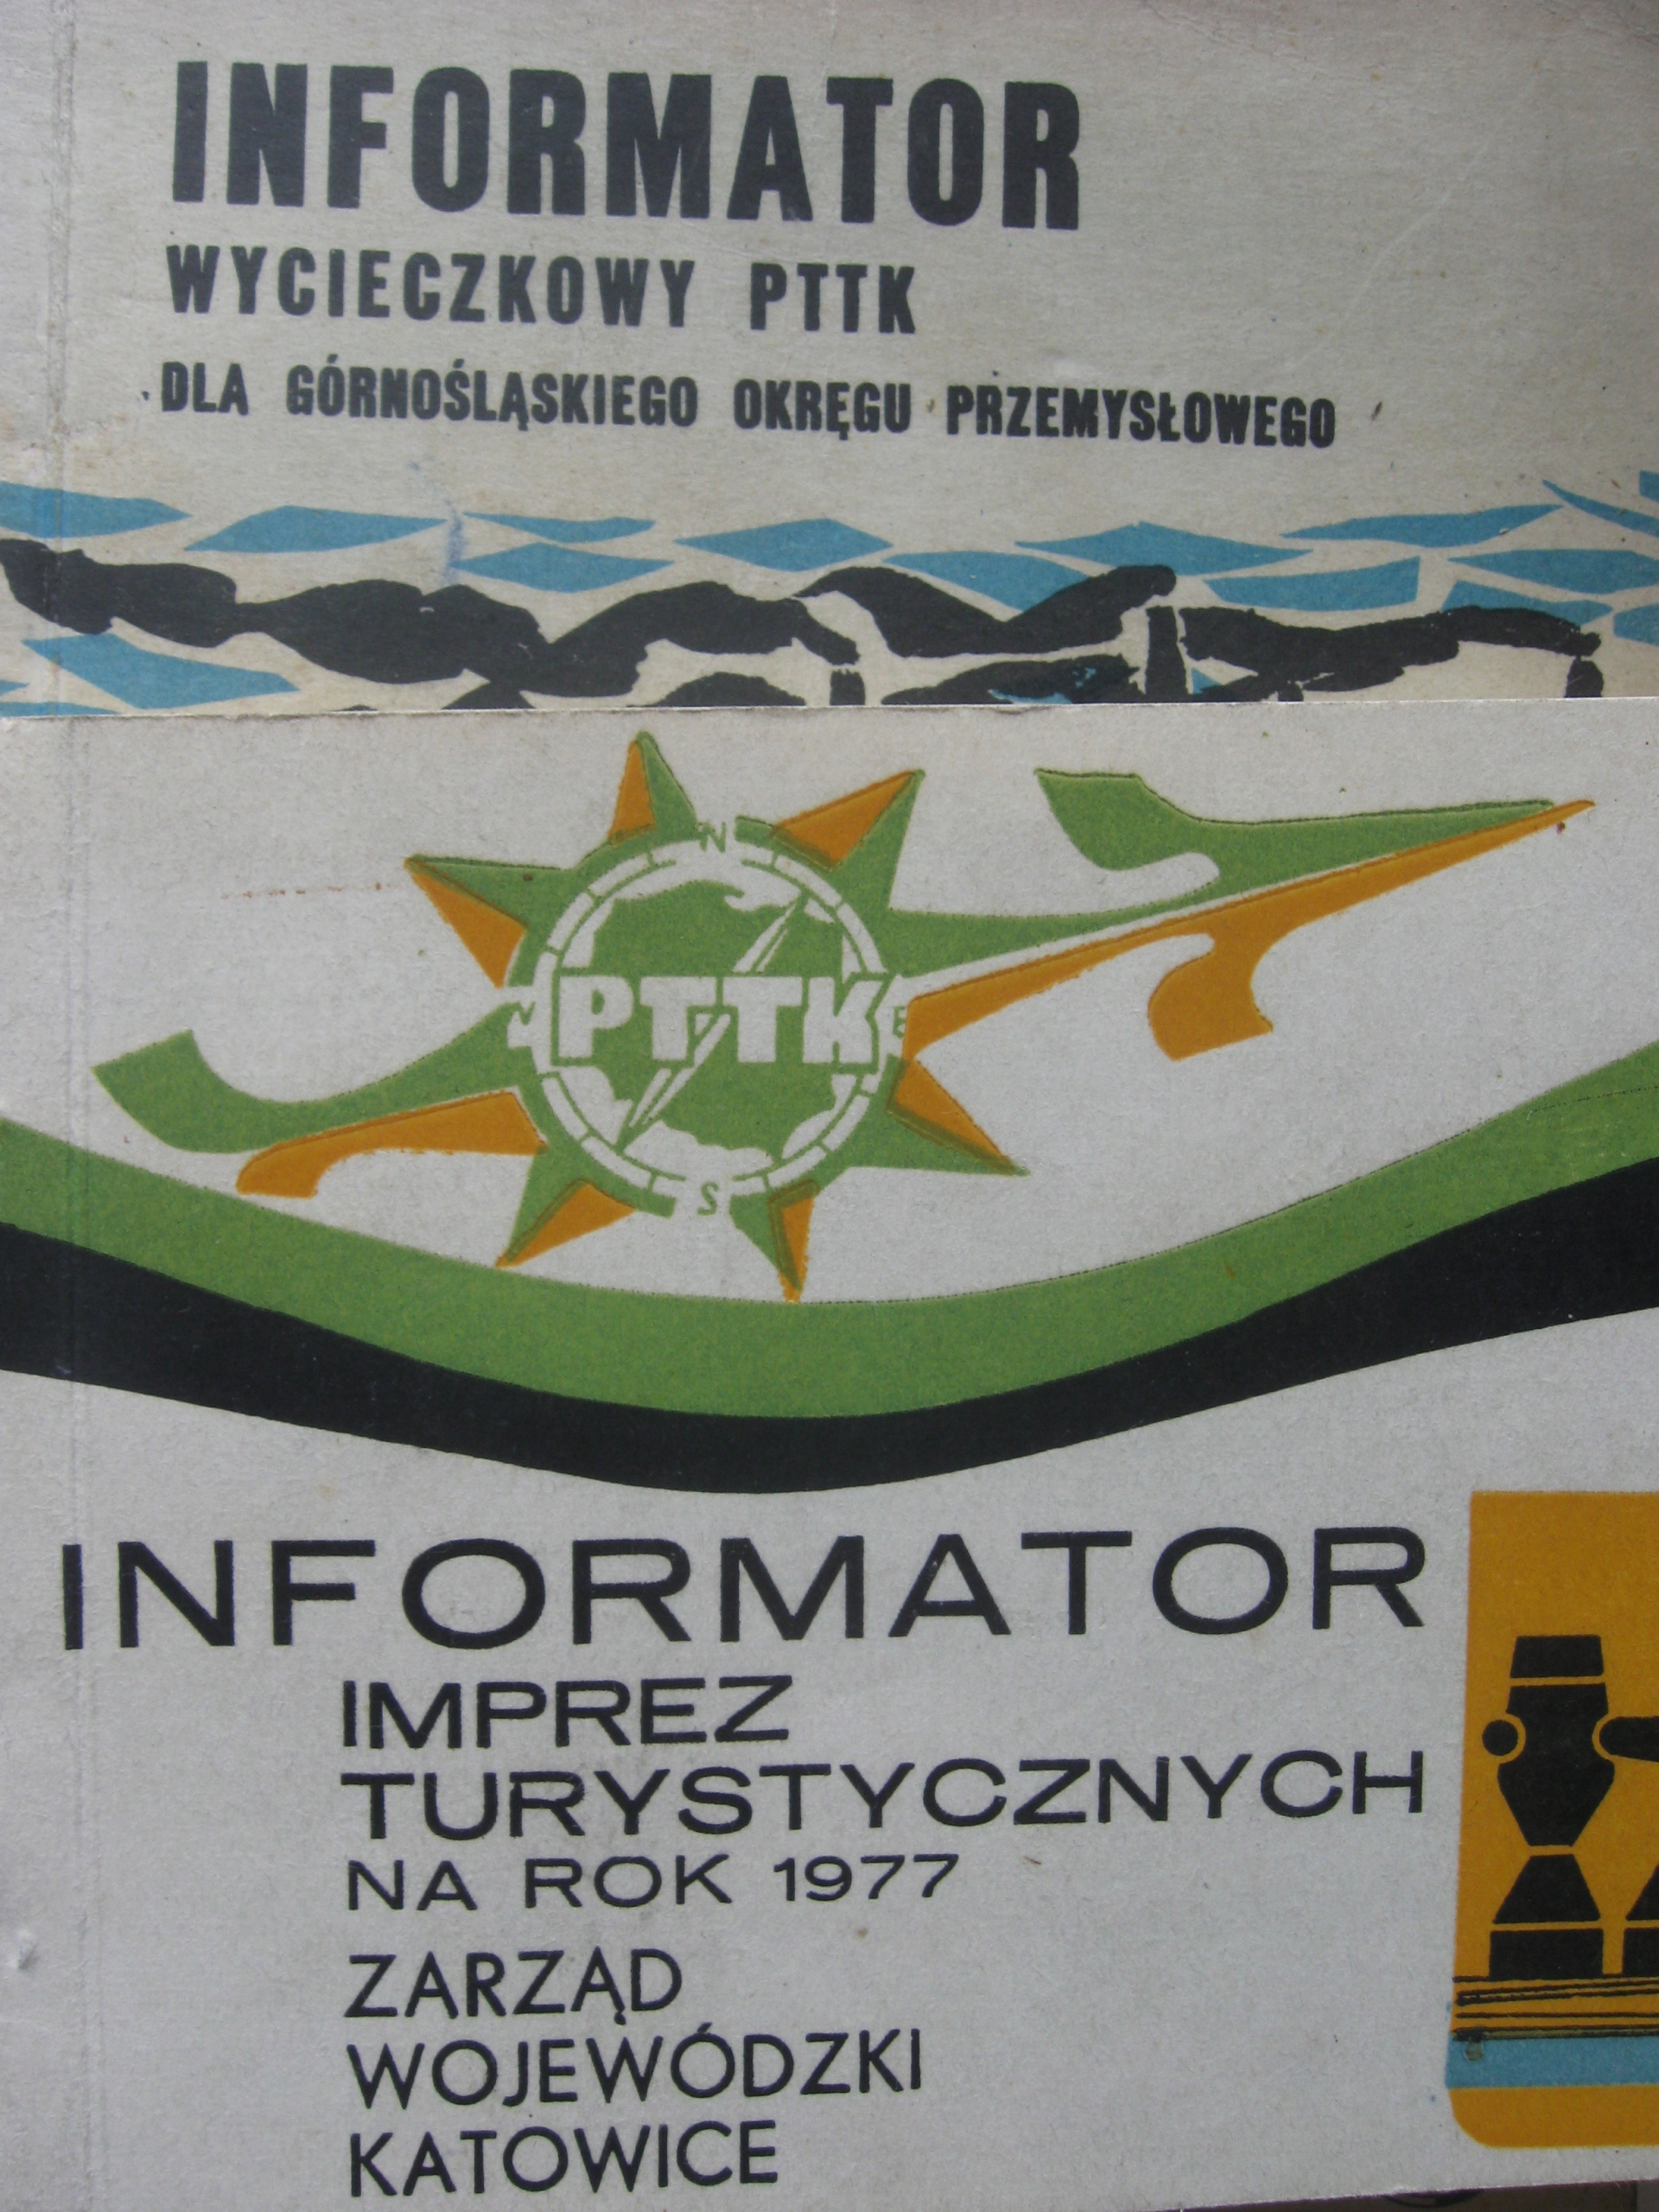 INFORMATOR
WYCIECZKOWY PTTK
DLA GÓRNOŚLĄSKIEGO OKRĘGU PRZEMYSŁOWEGO
N
PTTK
E
S
INFORMATOR
IMPREZ
TURYSTYCZNYCH
NA ROK 1977
ZARZĄD
WOJEWÓDZKI
KATOWICE